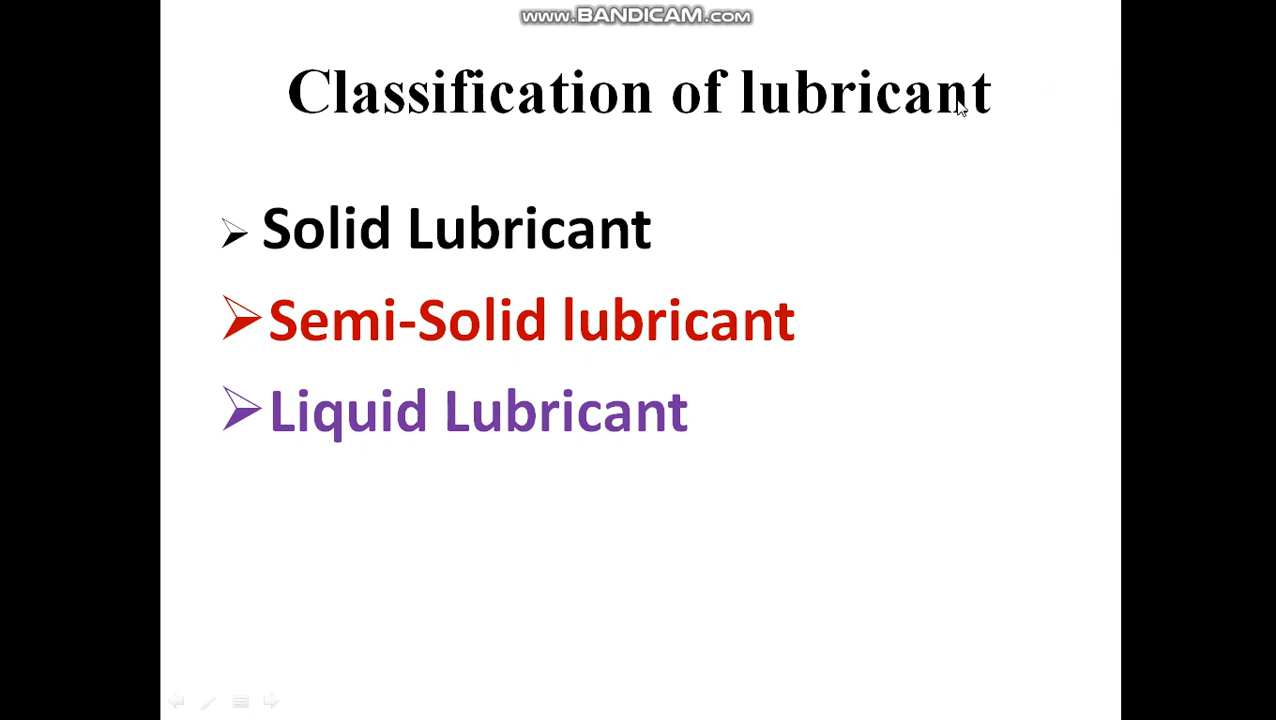 www.BANDICAM.com
Classification of lubricant
Solid Lubricant
Semi-Solid lubricant
Liquid Lubricant